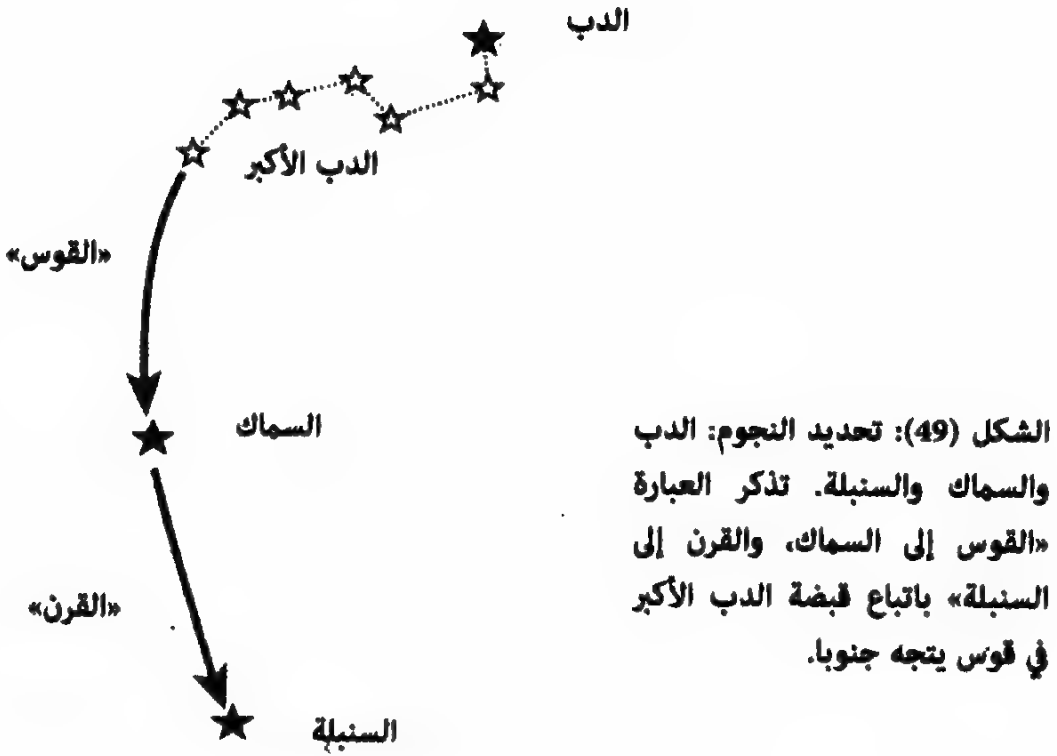 الدب
الدب الأكبر
«القوس»
السماك
«القرن»
السنبلة
الشكل (49): تحديد النجوم: الدب
والسماك والسنبلة. تذكر العبارة
«القوس إلى السماك، والقرن إلى
السنبلة» باتباع قبضة الدب الأكبر
في قوس يتجه جنوبا.